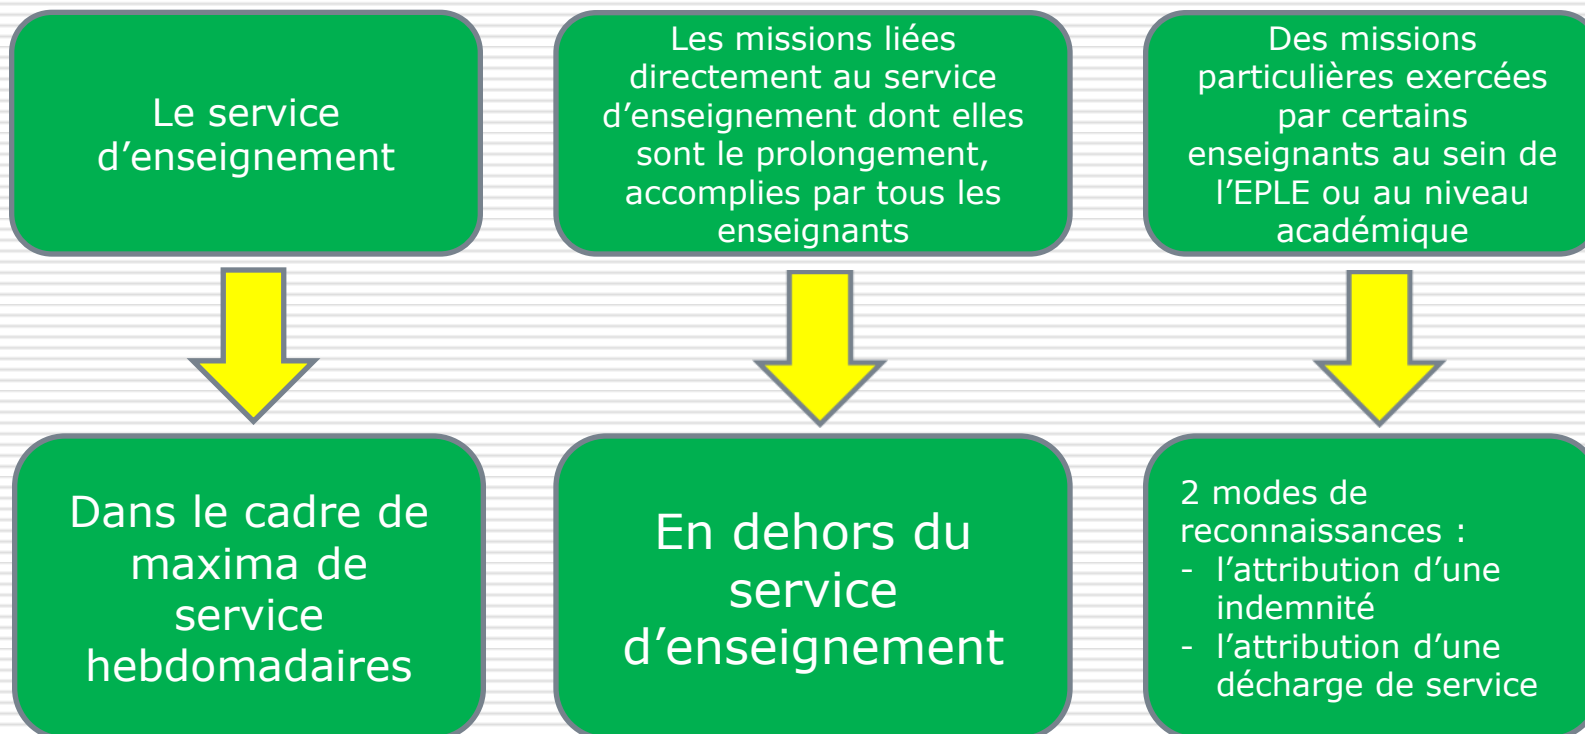 Le service
d’enseignement
Les missions liées
directement au service
d’enseignement dont elles
sont le prolongement,
accomplies par tous les
enseignants
Des missions
particulières exercées
par certains
enseignants au sein de
l’EPLE ou au niveau
académique
Dans le cadre de
maxima de
service
hebdomadaires
En dehors du
service
d’enseignement
2 modes de
reconnaissances :
- l’attribution d’une
indemnité
- l’attribution d’une
décharge de service